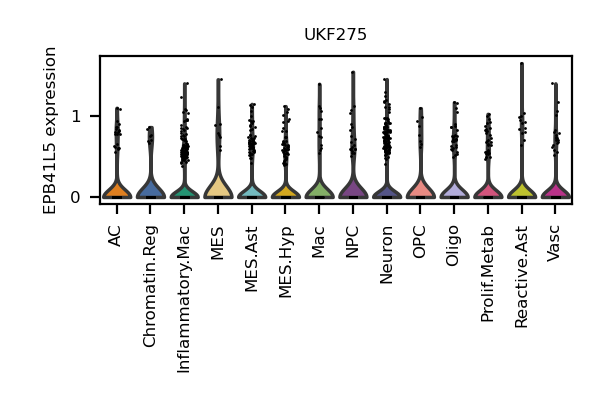 UKF275
EPB41L5 expression
1
0
AC
Chromatin.Reg
Inflammatory.Mac
MES
MES.Ast
MES.Hyp
Mac
NPC
Neuron
OPC
Oligo
Prolif.Metab
Reactive.Ast
Vasc